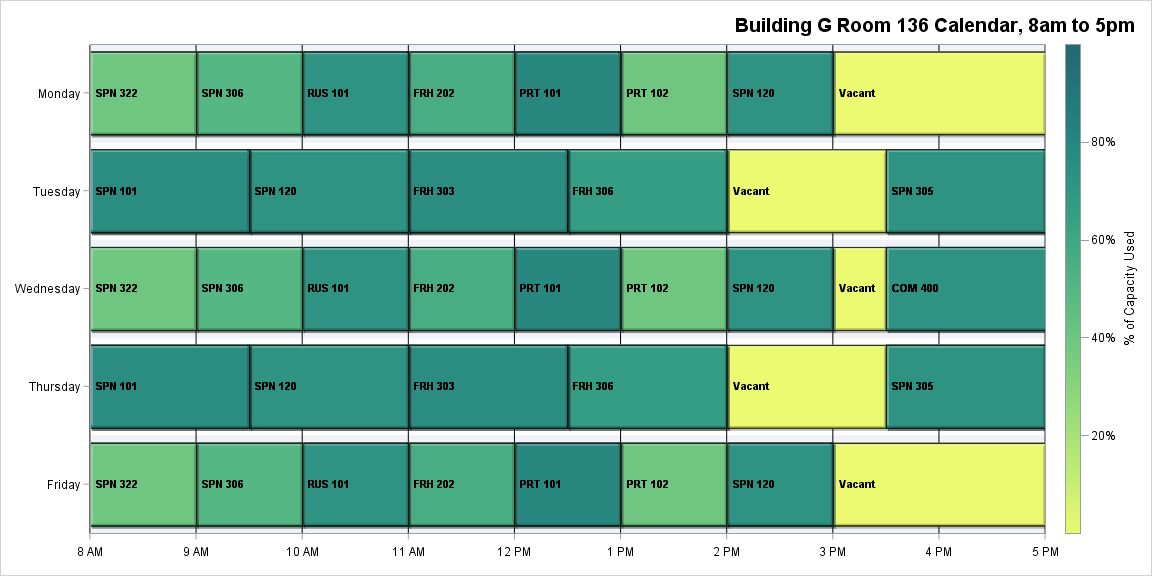 Building G Room 136 Calendar, 8am to 5pm
Monday SPN 322 SPN 306 RUS 101 FRH 202 PRT 101 PRT 102 SPN 120 Vacant
Tuesday SPN 101 SPN 120 FRH 303 FRH 306 Vacant SPN 305
Wednesday SPN 322 SPN 306 RUS 101 FRH 202 PRT 101 PRT 102 SPN 120 Vacant COM 400
Thursday SPN 101 SPN 120 FRH 303 FRH 306 Vacant SPN 305
Friday SPN 322 SPN 306 RUS 101 FRH 202 PRT 101 PRT 102 SPN 120 Vacant
8 AM 9 AM 10 AM 11 AM 12 PM 1 PM 2 PM 3 PM 4 PM 5 PM
80%
60%
40%
20%
% of Capacity Used